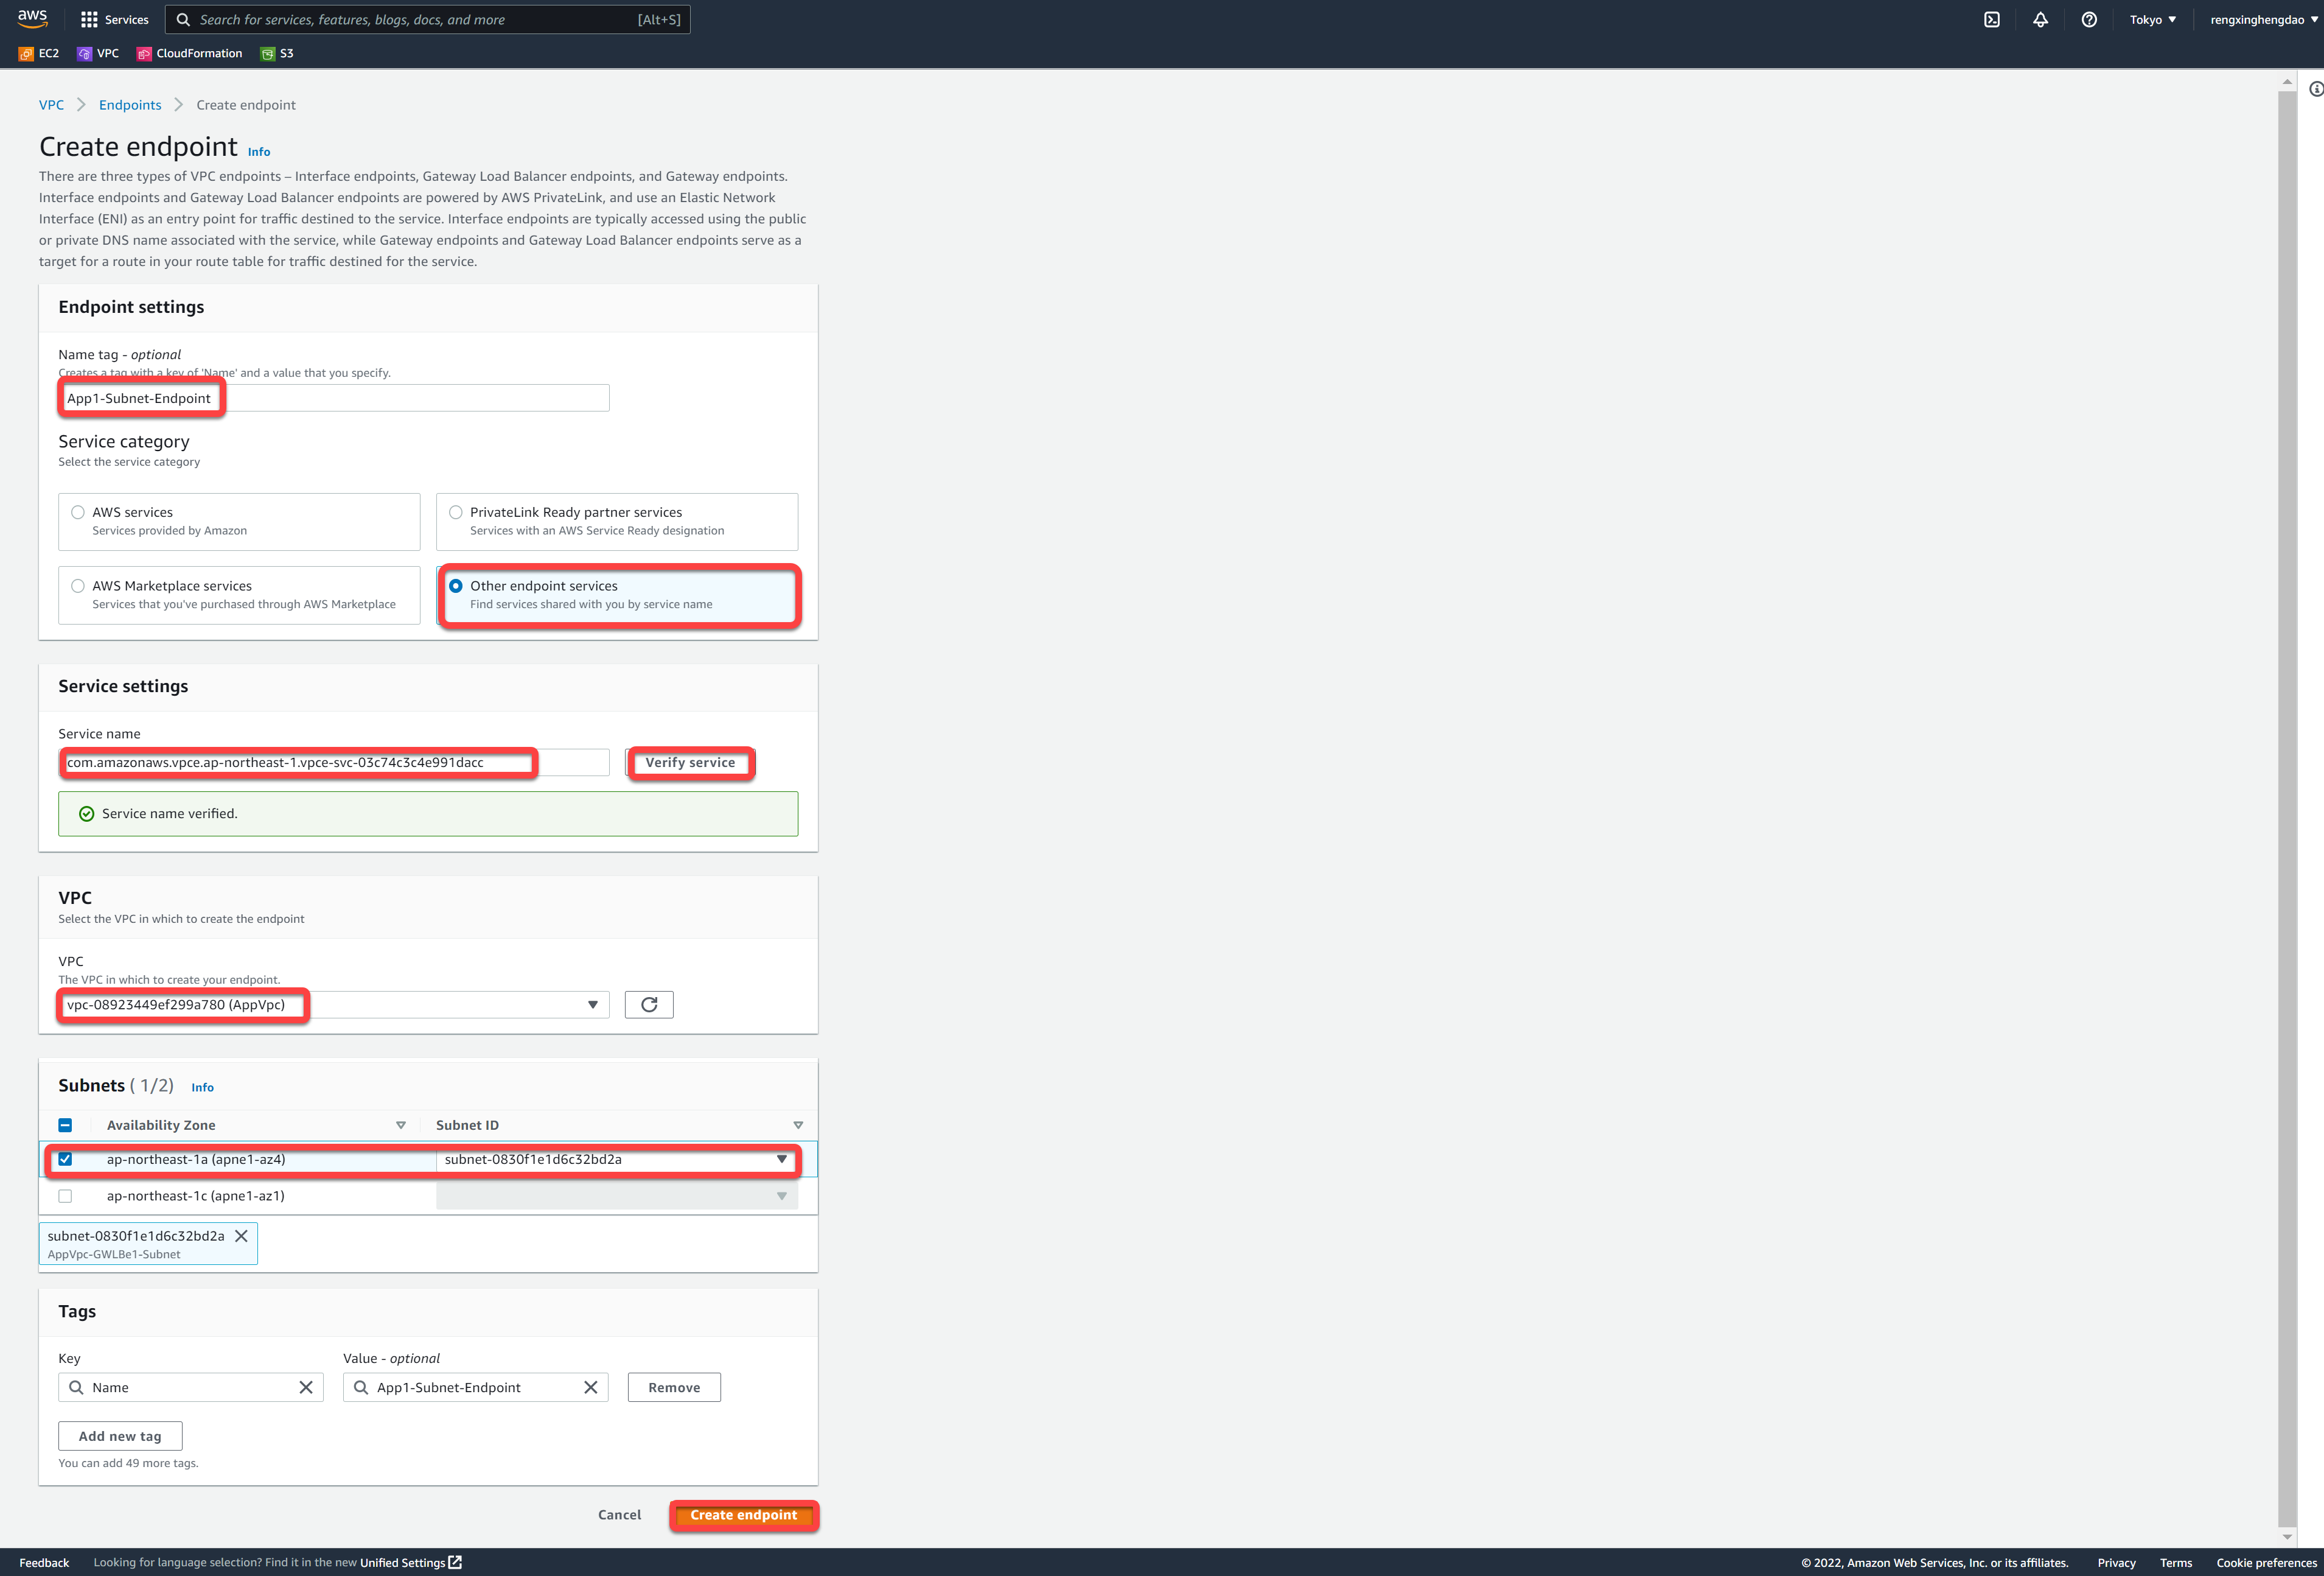 aws
Services
Search for services, features, blogs, docs, and more
[Alt+S]
Tokyo
rengxinghengdao
EC2
VPC
CloudFormation
S3
VPC
Endpoints
Create endpoint
Create endpoint Info
There are three types of VPC endpoints – Interface endpoints, Gateway Load Balancer endpoints, and Gateway endpoints.
Interface endpoints and Gateway Load Balancer endpoints are powered by AWS PrivateLink, and use an Elastic Network
Interface (ENI) as an entry point for traffic destined to the service. Interface endpoints are typically accessed using the public
or private DNS name associated with the service, while Gateway endpoints and Gateway Load Balancer endpoints serve as a
target for a route in your route table for traffic destined for the service.
Endpoint settings
Name tag - optional
Creates a tag with a key of 'Name' and a value that you specify.
App1-Subnet-Endpoint
Service category
Select the service category
AWS services
Services provided by Amazon
PrivateLink Ready partner services
Services with an AWS Service Ready designation
AWS Marketplace services
Services that you've purchased through AWS Marketplace
Other endpoint services
Find services shared with you by service name
Service settings
Service name
com.amazonaws.vpce.ap-northeast-1.vpce-svc-03c74c3c4e991dacc
Verify service
Service name verified.
VPC
Select the VPC in which to create the endpoint
VPC
The VPC in which to create your endpoint.
vpc-08923449ef299a780 (AppVpc)
Subnets ( 1/2) Info
Availability Zone
Subnet ID
ap-northeast-1a (apne1-az4)
subnet-0830f1e1d6c32bd2a
ap-northeast-1c (apne1-az1)
subnet-0830f1e1d6c32bd2a
AppVpc-GWLBe1-Subnet
Tags
Key
Value - optional
Name
App1-Subnet-Endpoint
Remove
Add new tag
You can add 49 more tags.
Cancel
Create endpoint
Feedback
Looking for language selection? Find it in the new Unified Settings
© 2022, Amazon Web Services, Inc. or its affiliates.
Privacy
Terms
Cookie preferences